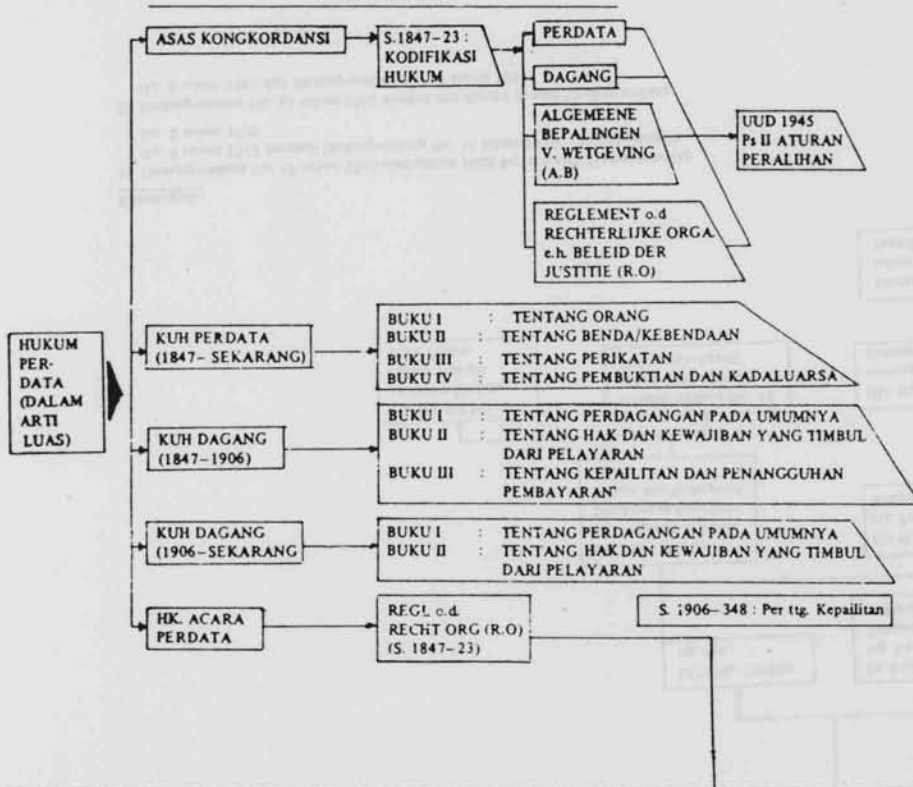 ASAS KONGKORDASI
S.1847-23 :
KODIFIKASI
HUKUM
PERDATA
DAGANG
ALGEMEENE
BEPALINGEN
V. WETGEVING
(A.B)
UUD 1945
Ps II ATURAN
PERALIHAN
REGLEMENT o.d
RECHTERLIJKE ORGA.
e.h. BELEID DER
JUSTITIE (R.O)
HUKUM
PER-
DATA
(DALAM
ARTI
LUAS)
KUH PERDATA
(1847- SEKARANG)
BUKU I : TENTANG ORANG
BUKU II : TENTANG BENDA/KEBENDAAN
BUKU III : TENTANG PERIKATAN
BUKU IV : TENTANG PEMBUKTIAN DAN KADALUARSA
KUH DAGANG
(1847-1906)
BUKU I : TENTANG PERDAGANGAN PADA UMUMNYA
BUKU II : TENTANG HAK DAN KEWAJIBAN YANG TIMBUL
DARI PELAYARAN
BUKU III : TENTANG KEPAILITAN DAN PENANGGUHAN
PEMBAYARAN
KUH DAGANG
(1906-SEKARANG
BUKU I : TENTANG PERDAGANGAN PADA UMUMNYA
BUKU II : TENTANG HAK DAN KEWAJIBAN YANG TIMBUL
DARI PELAYARAN
HK. ACARA
PERDATA
REGL o.d.
RECHT ORG (R.O)
(S. 1847-23)
S. 1906-348 : Per ttg. Kepailitan